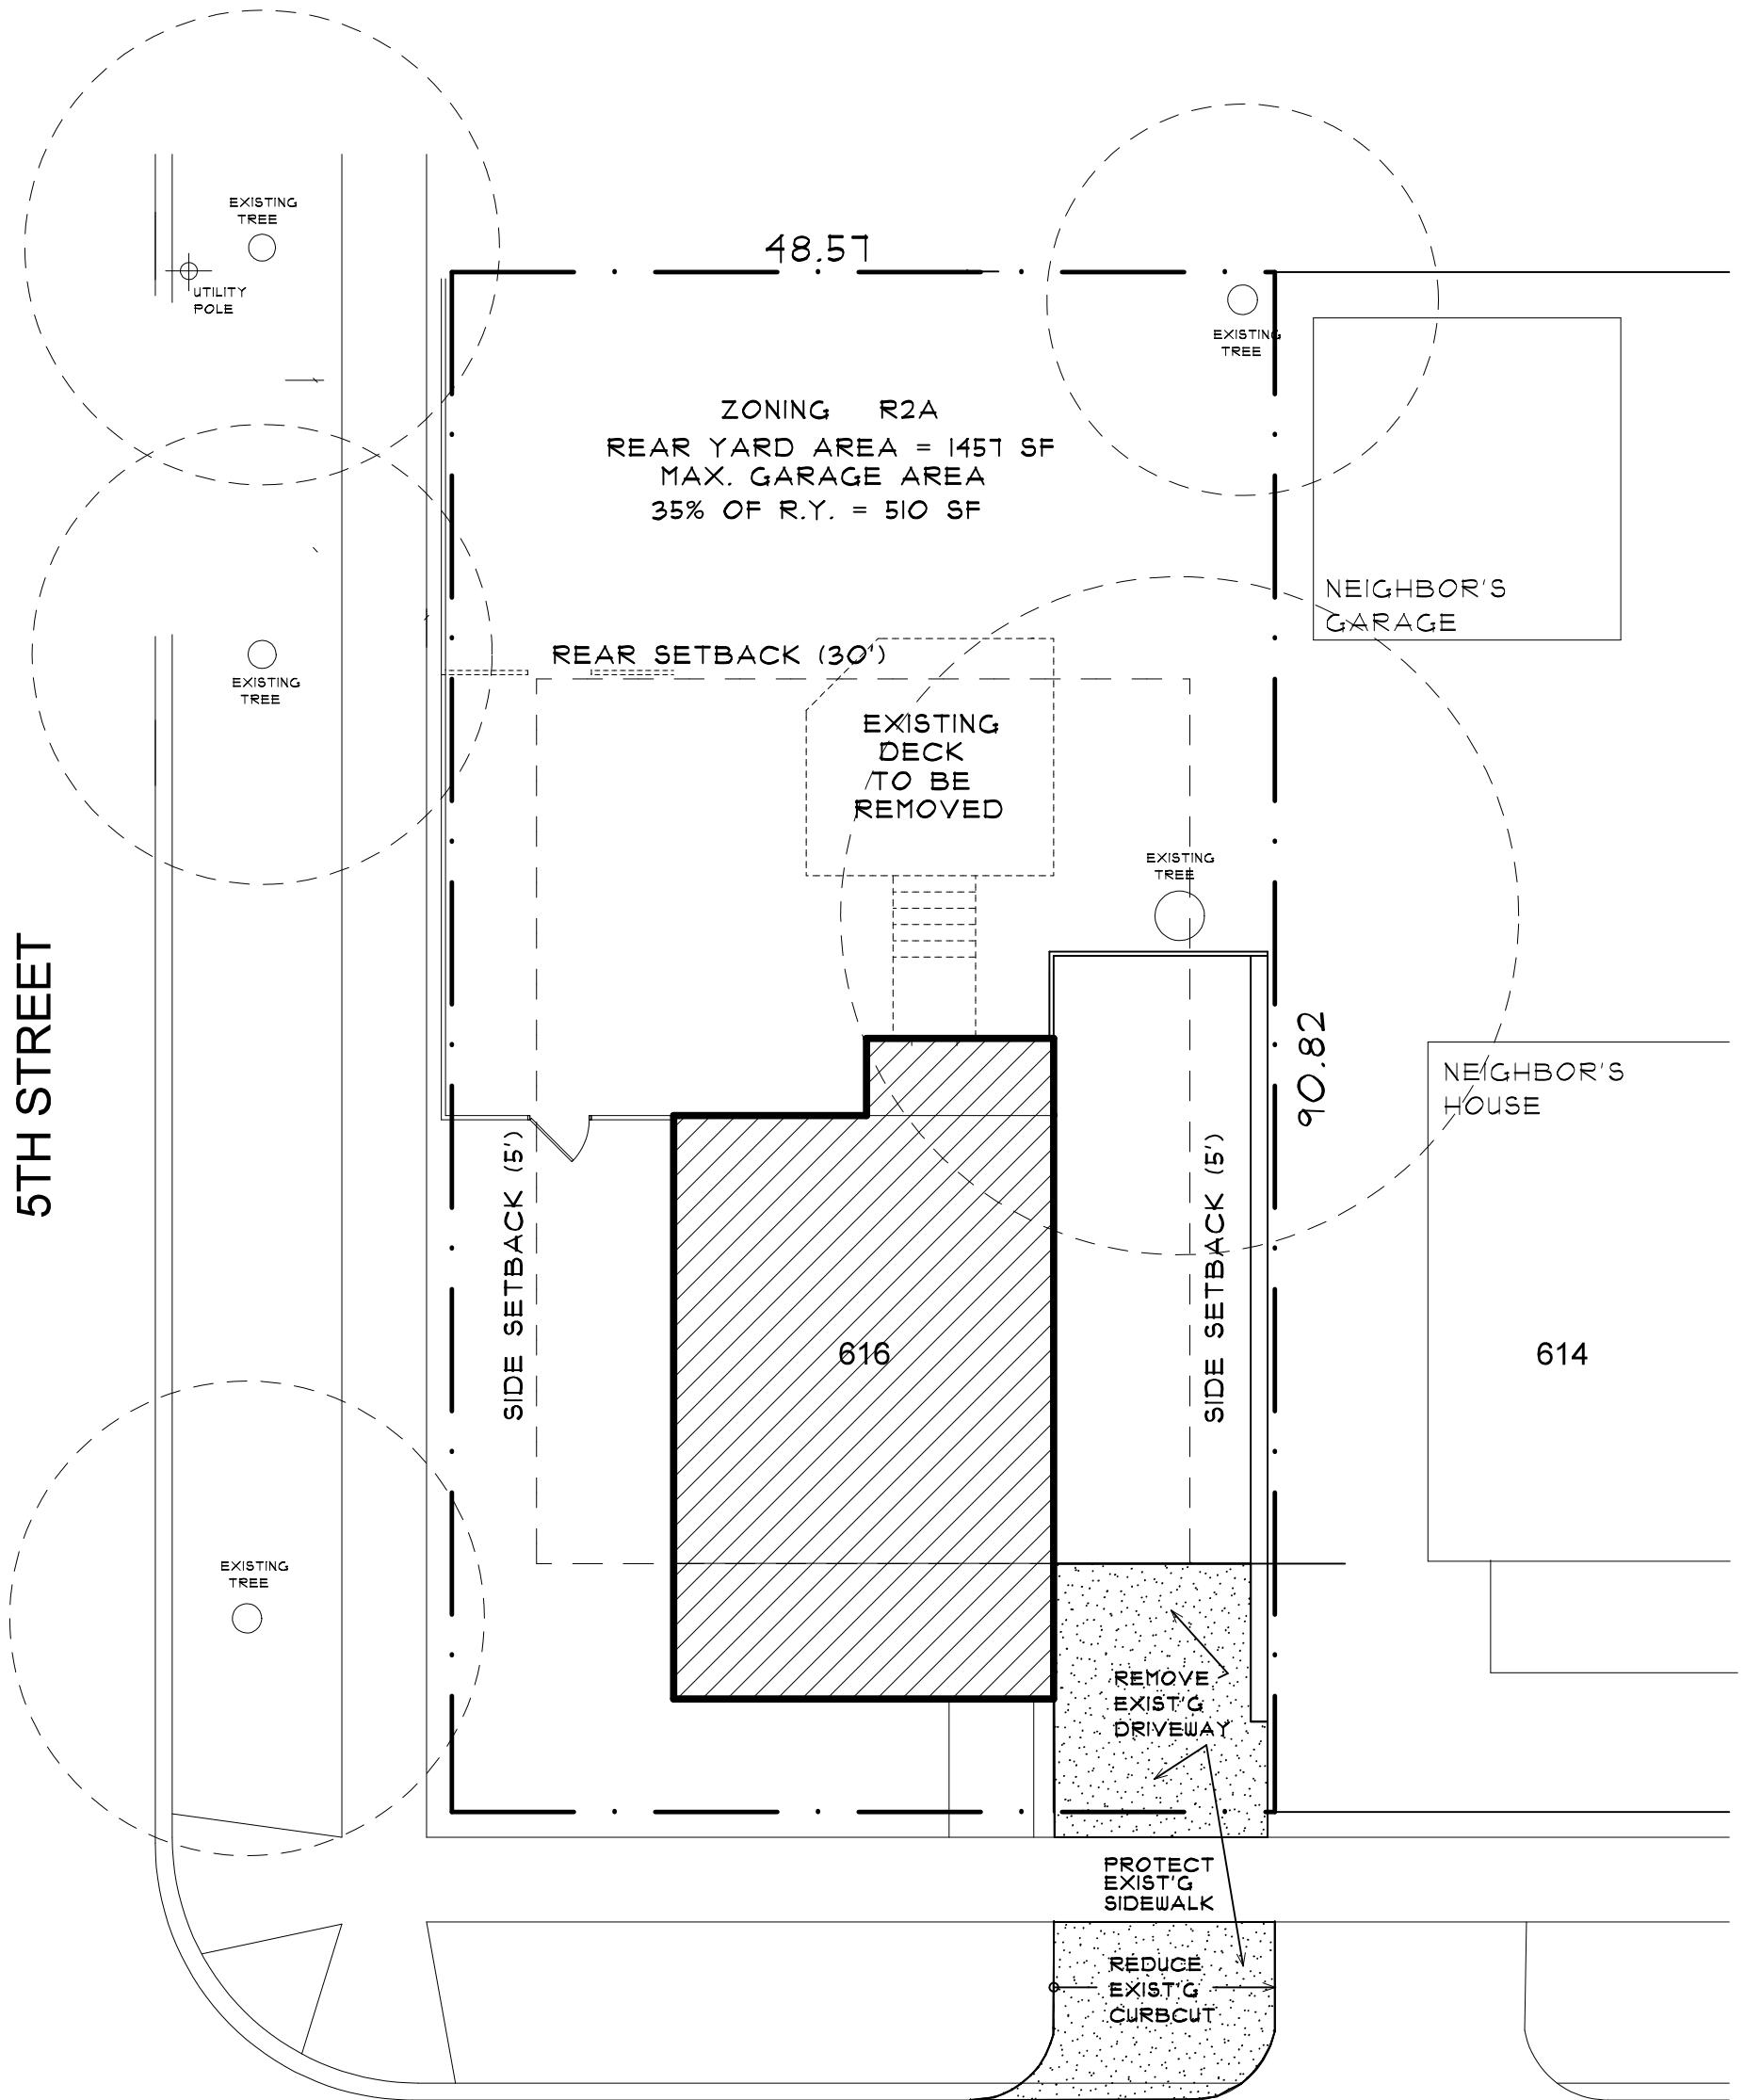 EXISTING
TREE
UTILITY
POLE
48.57
EXISTING
TREE
ZONING R2A
REAR YARD AREA = 1457 SF
MAX. GARAGE AREA
35% OF R.Y. = 510 SF
NEIGHBOR'S
GARAGE
REAR SETBACK (30')
EXISTING
TREE
EXISTING
DECK
TO BE
REMOVED
EXISTING
TREE
5TH STREET
90.82
NEIGHBOR'S
HOUSE
SIDE SETBACK (5')
SIDE SETBACK (5')
616
614
EXISTING
TREE
REMOVE
EXIST'G
DRIVEWAY
PROTECT
EXIST'G
SIDEWALK
REDUCE
EXIST'G
CURBCUT